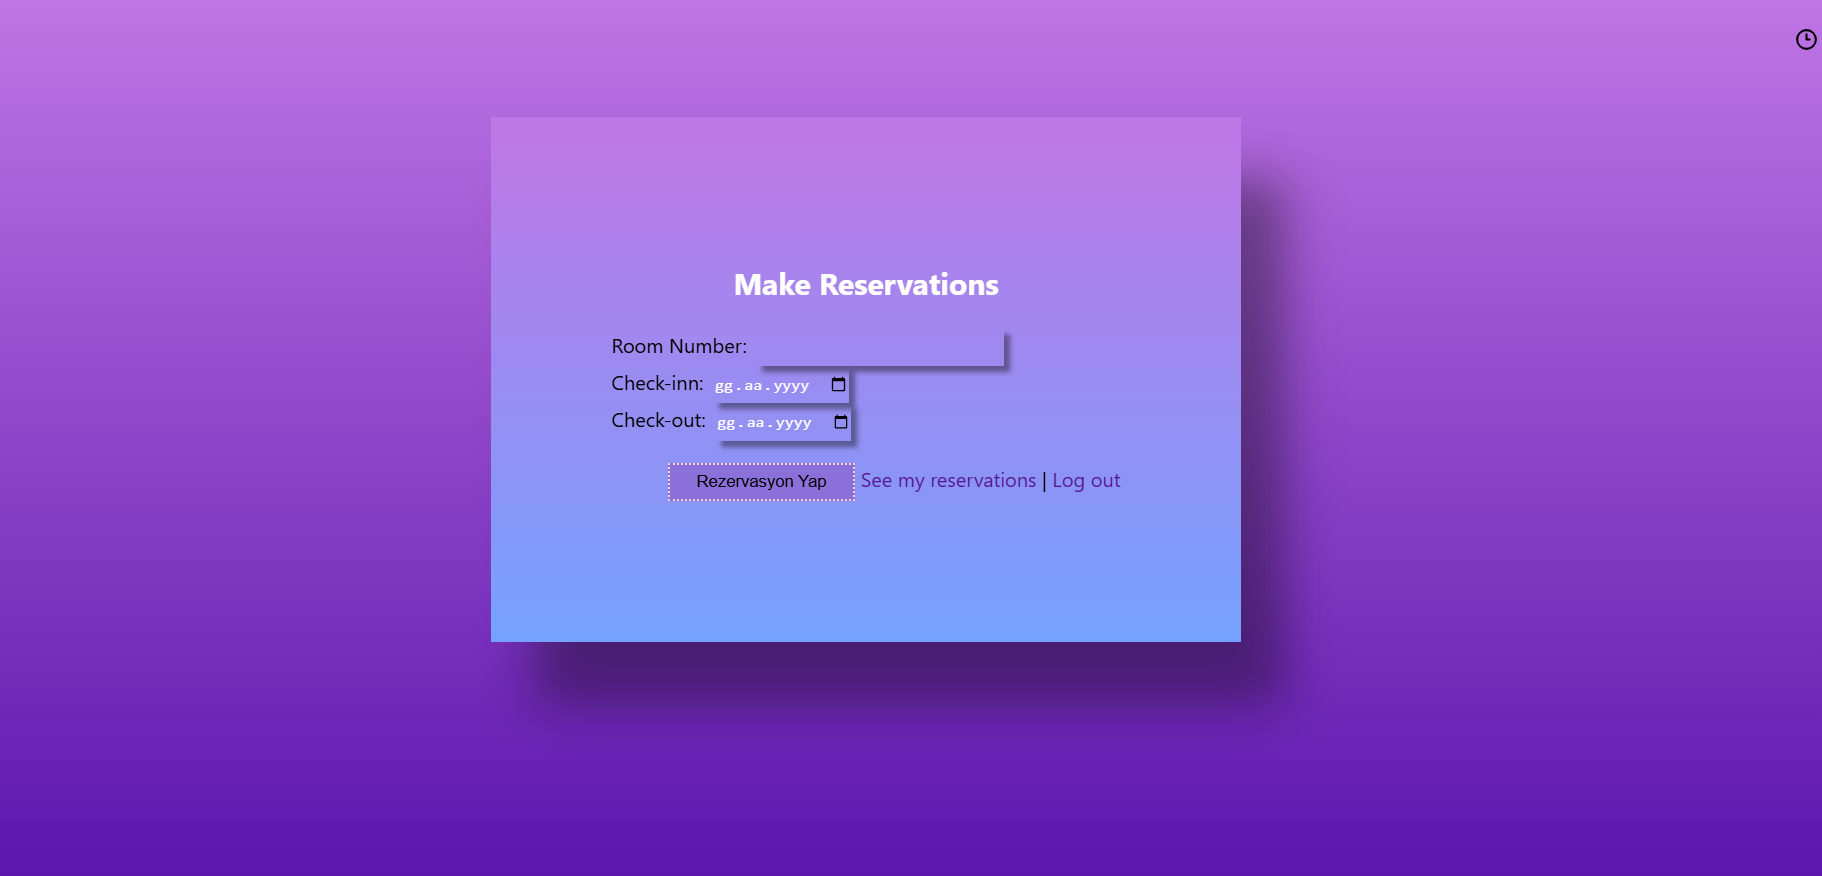 Make Reservations
Room Number:
Check-inn: gg.aa.yyyy
Check-out: gg.aa.yyyy
Rezervasyon Yap See my reservations | Log out